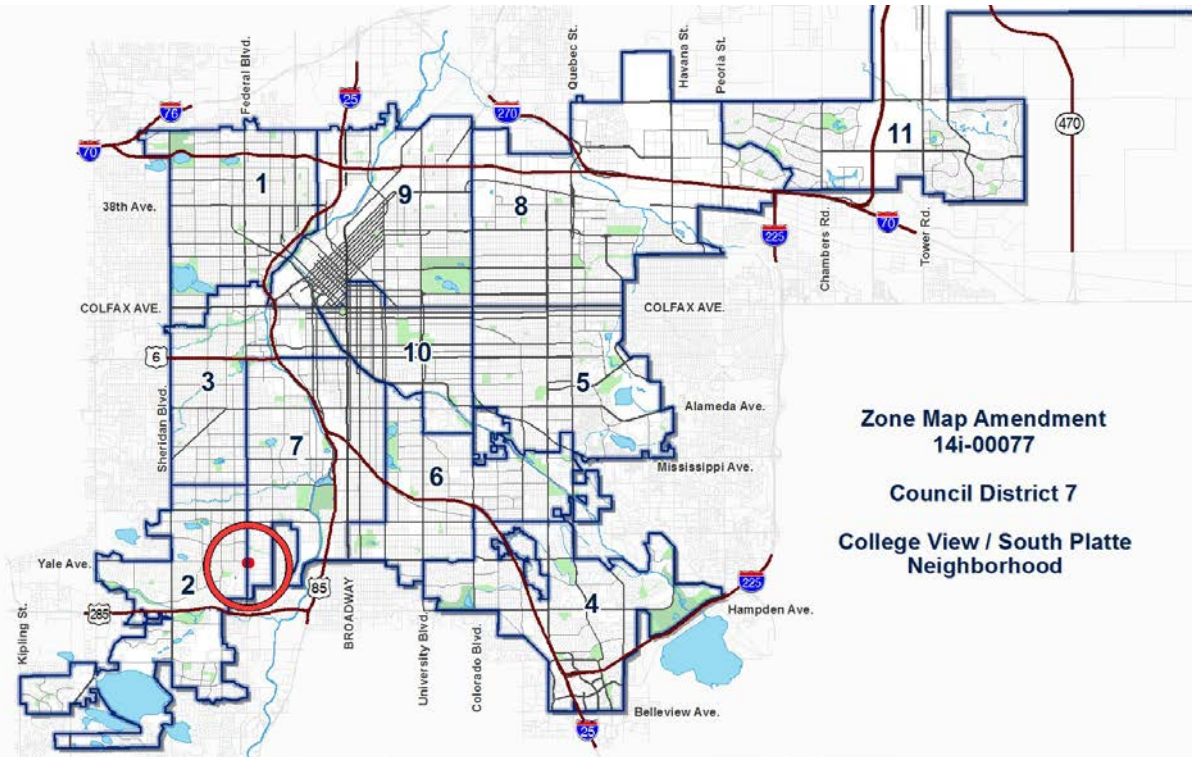 Federal Blvd.
Quebec St.
Havana St.
Peoria St.
76
25
270
70
470
11
1
9
8
38th Ave.
225
Chambers Rd.
70
Tower Rd.
COLFAX AVE.
COLFAX AVE.
6
10
3
5
Sheridan Blvd.
Alameda Ave.
7
6
Mississippi Ave.
Zone Map Amendment
14i-00077
Council District 7
College View / South Platte
Neighborhood
Yale Ave.
2
85
285
Kipling St.
BROADWAY
University Blvd.
Colorado Blvd.
4
225
Hampden Ave.
Belleview Ave.
25